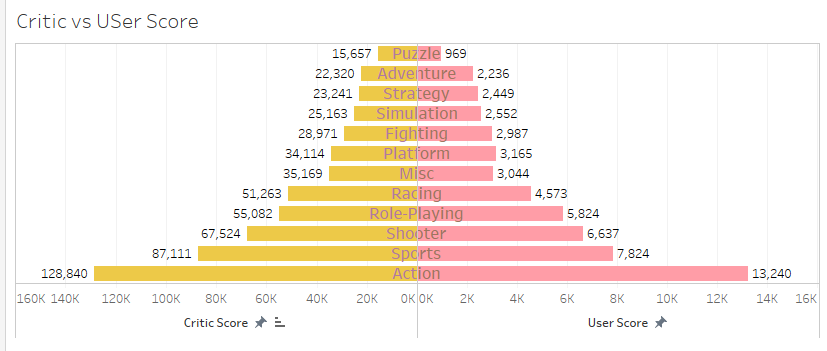 Critic vs USer Score
15,657 Puzzle 969
22,320 Adventure 2,236
23,241 Strategy 2,449
25,163 Simulation 2,552
28,971 Fighting 2,987
34,114 Platform 3,165
35,169 Misc 3,044
51,263 Racing 4,573
55,082 Role-Playing 5,824
67,524 Shooter 6,637
87,111 Sports 7,824
128,840 Action 13,240
160K 140K 120K 100K 80K 60K 40K 20K 0K 0K 2K 4K 6K 8K 10K 12K 14K 16K
Critic Score User Score